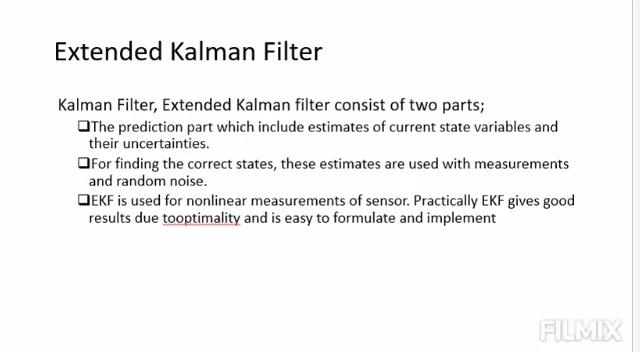 Extended Kalman Filter
Kalman Filter, Extended Kalman filter consist of two parts;
❑The prediction part which include estimates of current state variables and
their uncertainties.
❑For finding the correct states, these estimates are used with measurements
and random noise.
❑EKF is used for nonlinear measurements of sensor. Practically EKF gives good
results due tooptimality and is easy to formulate and implement
FILMIX